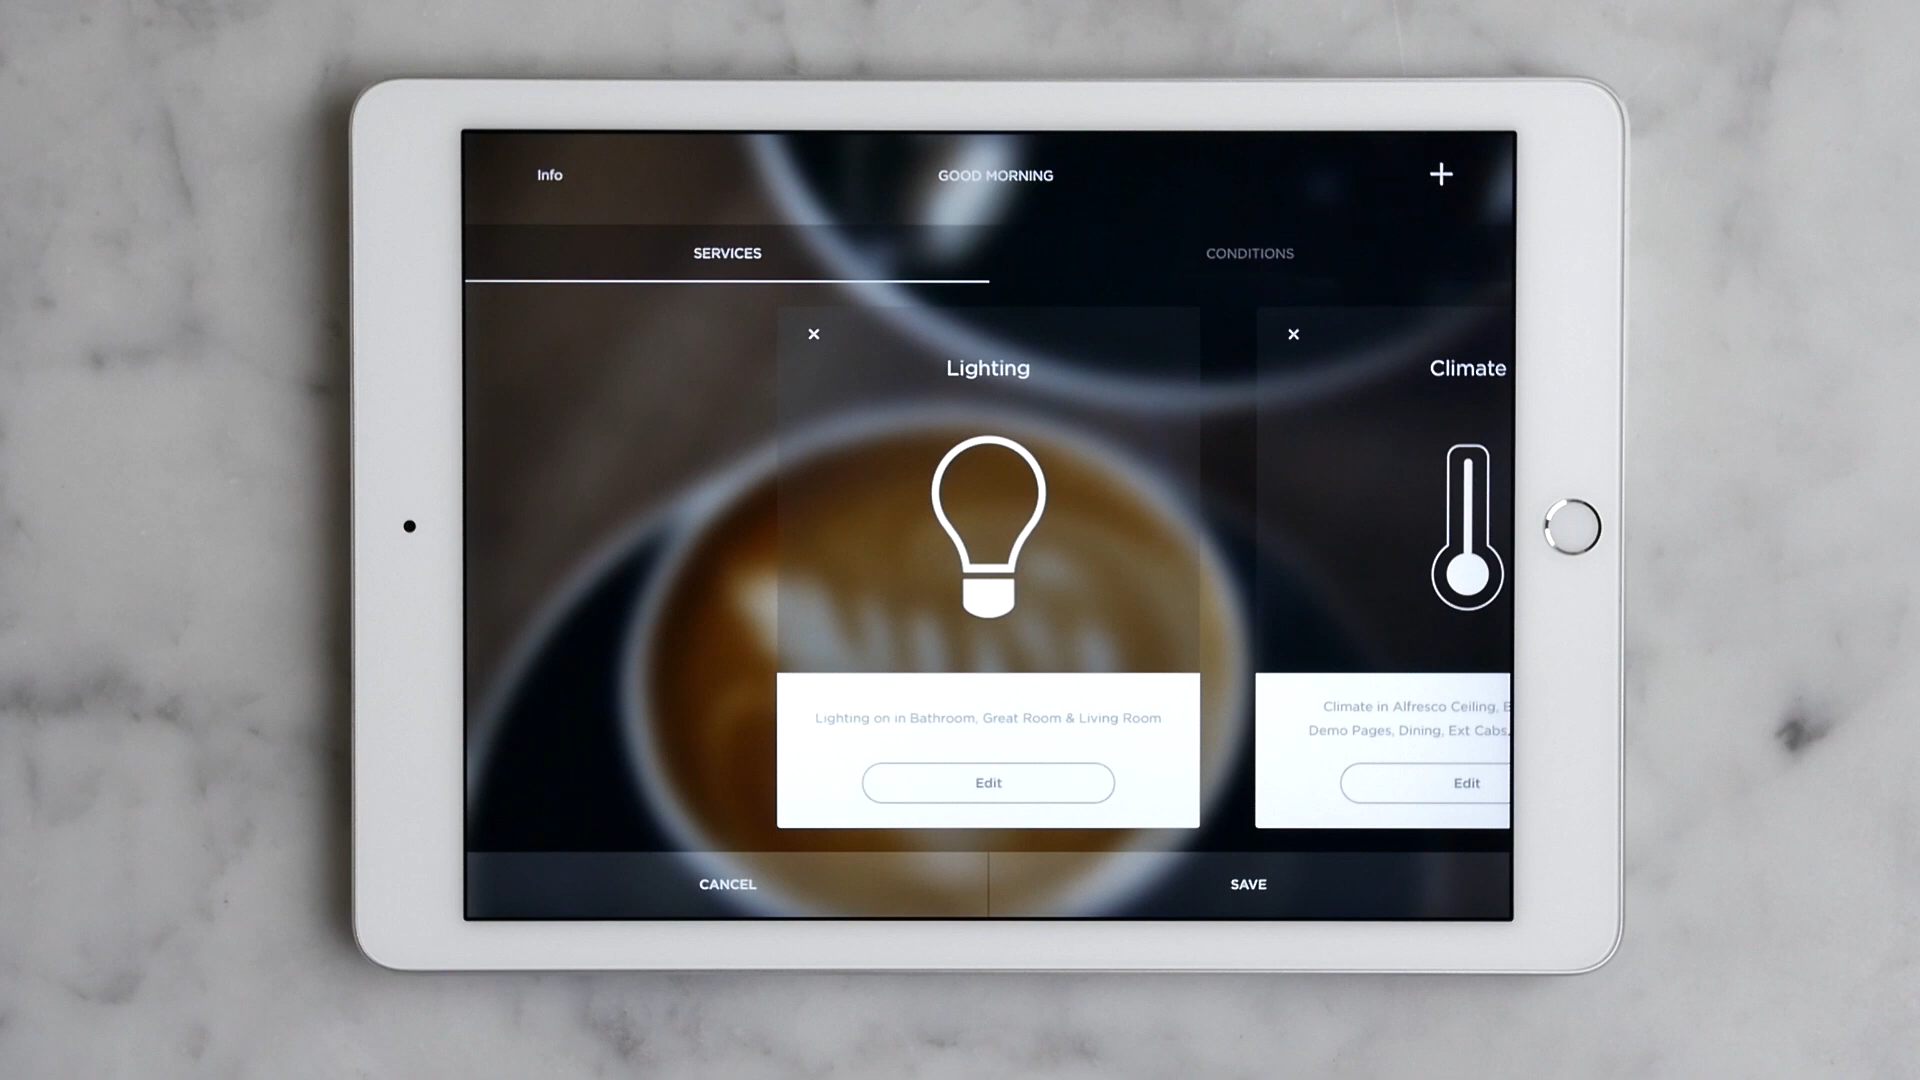 Info
GOOD MORNING
SERVICES
CONDITIONS
Lighting
Climate
Lighting on in Bathroom, Great Room & Living Room
Edit
Climate in Alfresco Ceiling,
Demo Pages, Dining, Ext Cabs,
Edit
CANCEL
SAVE